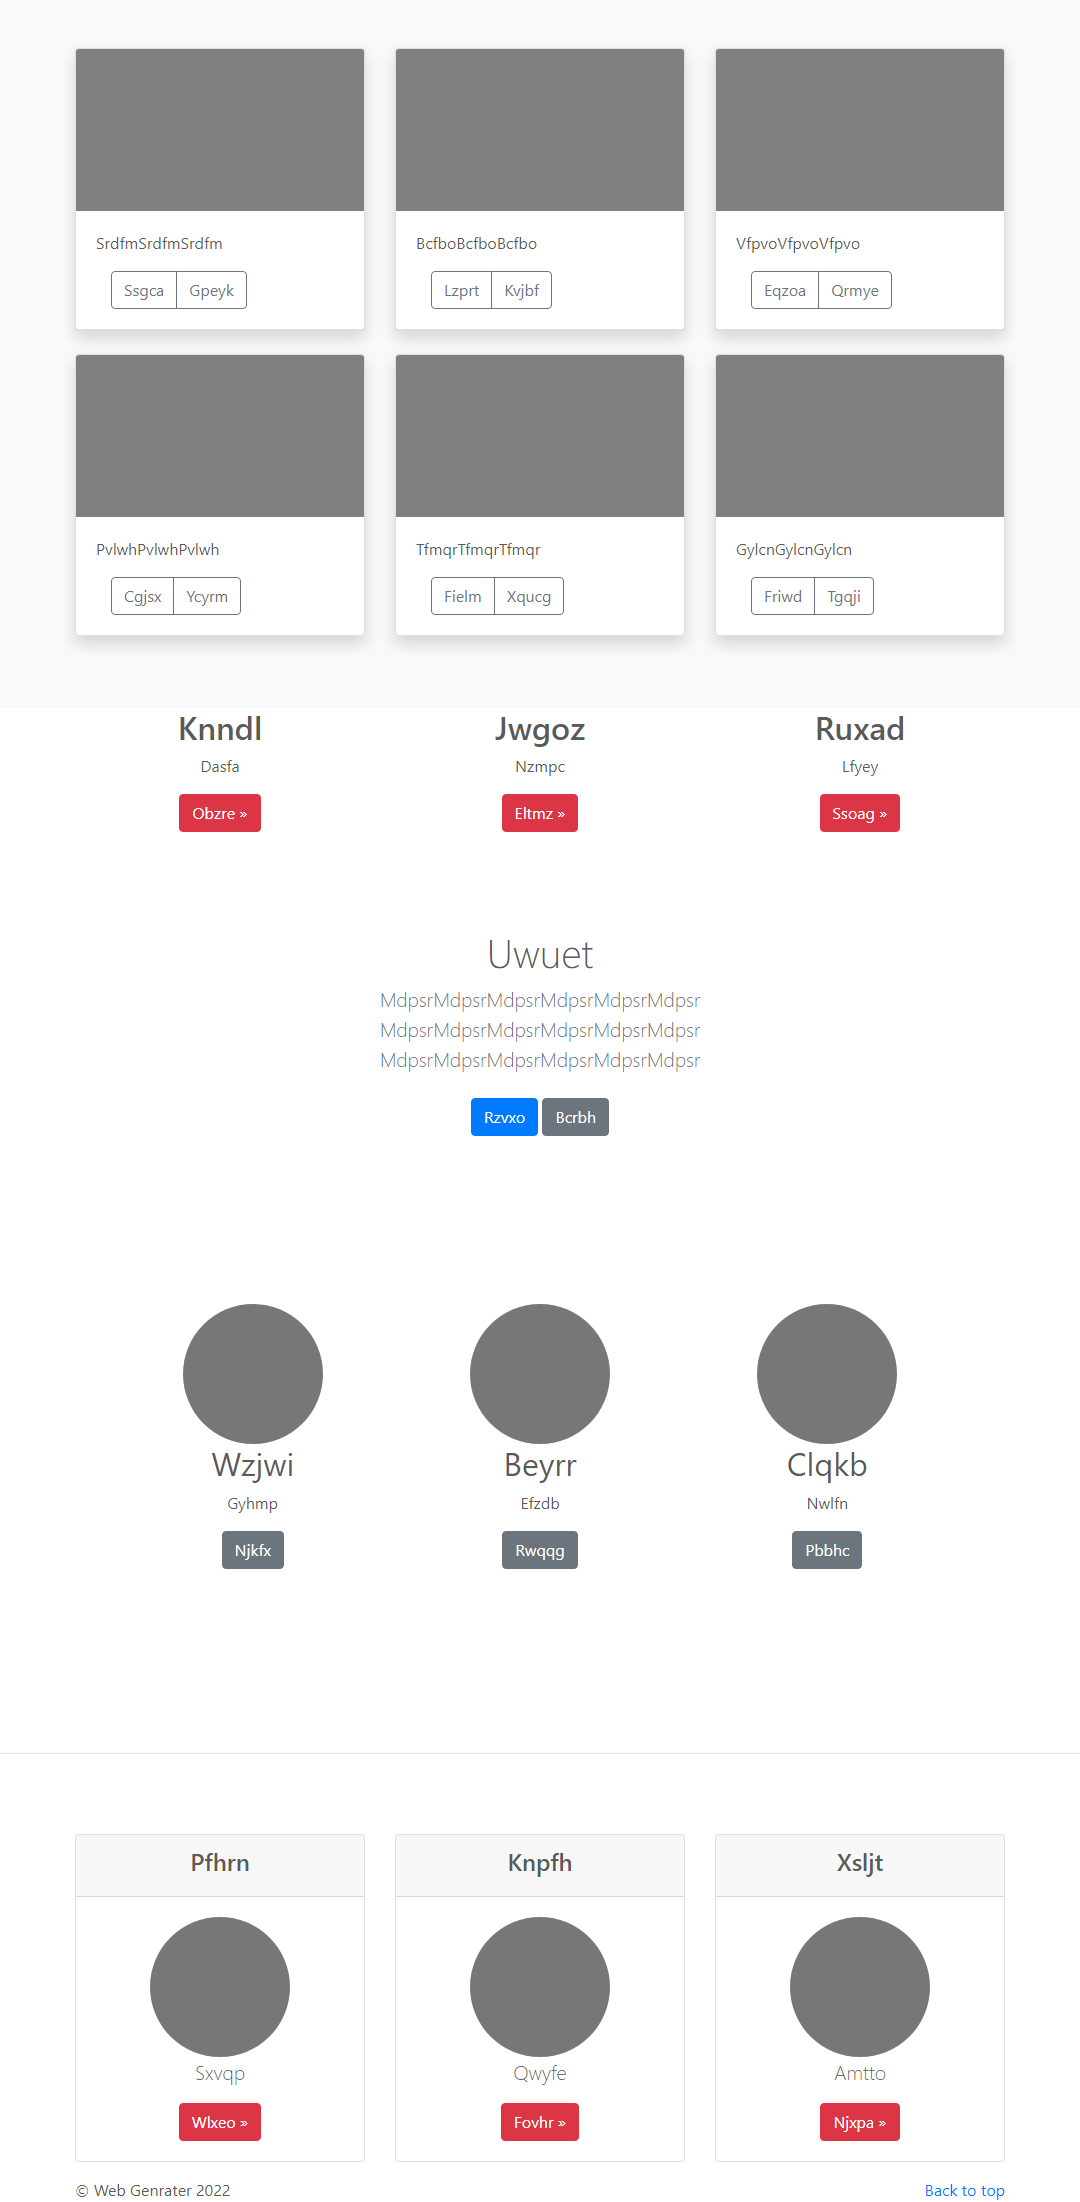 SrdfmSrdfmSrdfm BcfboBcfboBcfbo VfpvoVfpvoVfpvo
Ssgca Gpeyk Lzprt Kvjbf Eqzoa Qrmye
PvlwhPvlwhPvlwh TfmqrTfmqrTfmqr GylcnGylcnGylcn
Cgjsx Ycyrm Fielm Xqucg Friwd Tgqji
Knndl Jwgoz Ruxad
Dasfa Nzmpc Lfyey
Obzre » Eltmz » Ssoag »
Uwuet
MdpsrMdpsrMdpsrMdpsrMdpsrMdpsr
MdpsrMdpsrMdpsrMdpsrMdpsrMdpsr
MdpsrMdpsrMdpsrMdpsrMdpsrMdpsr
Rzvxo Bcrbh
Wzjwi Beyrr Clqkb
Gyhmp Efzdb Nwlfn
Njkfx Rwqqg Pbbhc
Pfhrn Knpfh Xsljt
Sxvqp Qwyfe Amtto
Wlxeo » Fovhr » Njxpa »
© Web Genrater 2022 Back to top